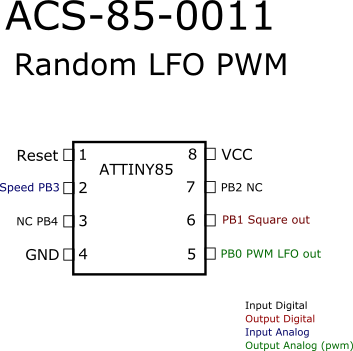 ACS-85-0011
Random LFO PWM
Reset 1 8 VCC
ATTINY85
Speed PB3 2 7 PB2 NC
NC PB4 3 6 PB1 Square out
GND 4 5 PB0 PWM LFO out
Input Digital
Output Digital
Input Analog
Output Analog (pwm)